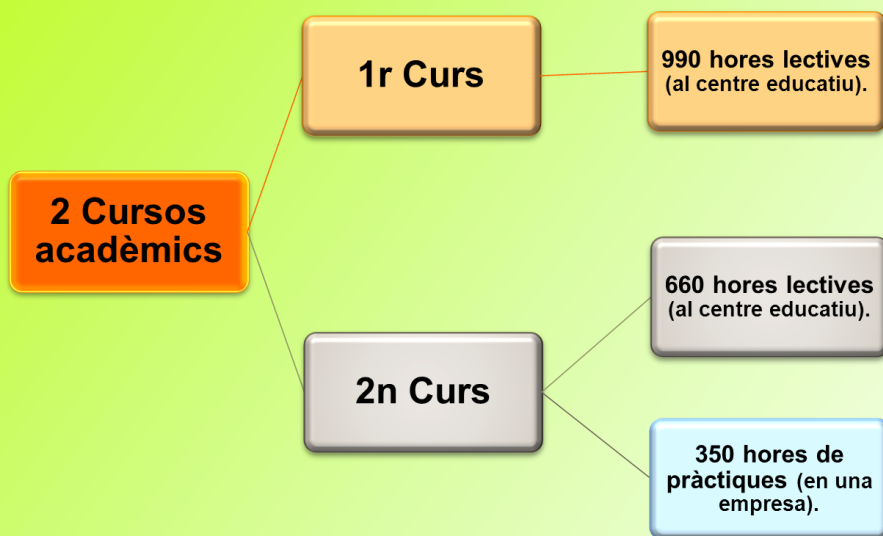 1r Curs
990 hores lectives
(al centre educatiu).
2 Cursos
acadèmics
660 hores lectives
(al centre educatiu).
2n Curs
350 hores de
pràctiques (en una
empresa).